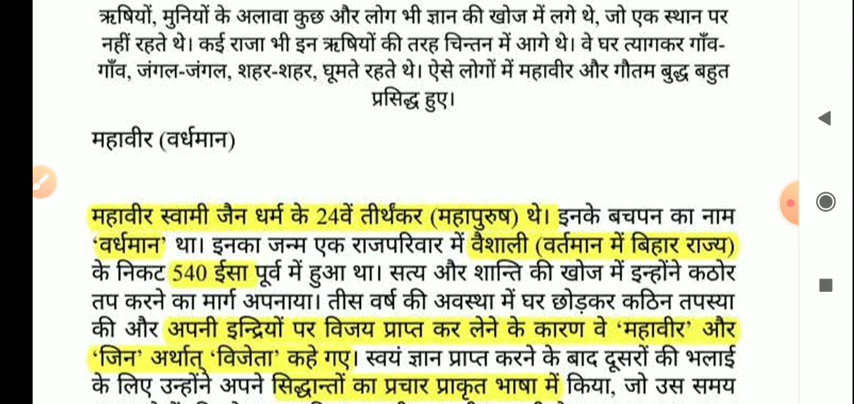 ऋषियों, मुनियों के अलावा कुछ और लोग भी ज्ञान की खोज में लगे थे, जो एक स्थान पर
नहीं रहते थे। कई राजा भी इन ऋषियों की तरह चिन्तन में आगे थे। वे घर त्यागकर गाँव-
गाँव, जंगल-जंगल, शहर-शहर, घूमते रहते थे। ऐसे लोगों में महावीर और गौतम बुद्ध बहुत
प्रसिद्ध हुए।
महावीर (वर्धमान)
महावीर स्वामी जैन धर्म के 24वें तीर्थंकर (महापुरुष) थे। इनके बचपन का नाम
‘वर्धमान’ था। इनका जन्म एक राजपरिवार में वैशाली (वर्तमान में बिहार राज्य)
के निकट 540 ईसा पूर्व में हुआ था। सत्य और शान्ति की खोज में इन्होंने कठोर
तप करने का मार्ग अपनाया। तीस वर्ष की अवस्था में घर छोड़कर कठिन तपस्या
की और अपनी इन्द्रियों पर विजय प्राप्त कर लेने के कारण वे ‘महावीर’ और
‘जिन’ अर्थात् ‘विजेता’ कहे गए। स्वयं ज्ञान प्राप्त करने के बाद दूसरों की भलाई
के लिए उन्होंने अपने सिद्धान्तों का प्रचार प्राकृत भाषा में किया, जो उस समय